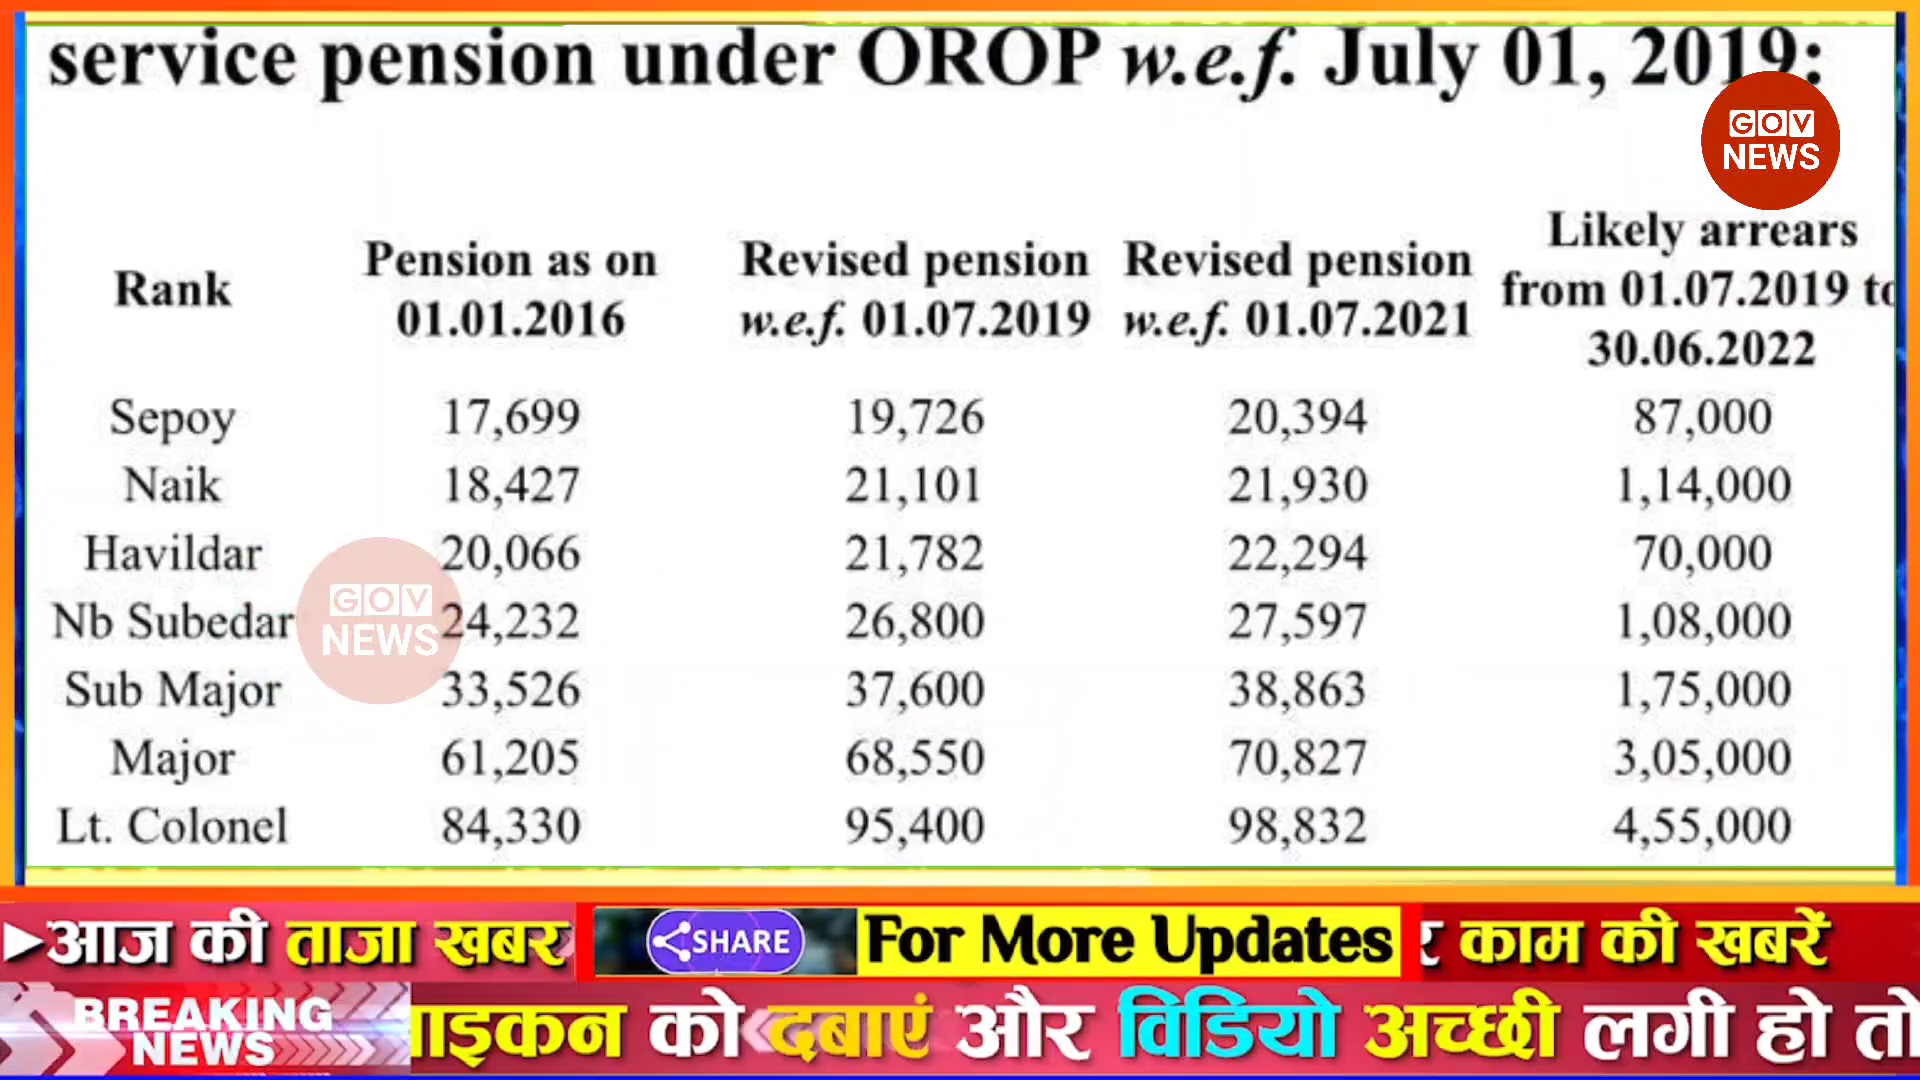 service pension under OROP w.e.f. July 01, 2019:
GOV
NEWS
Rank
Pension as on
01.01.2016
Revised pension
w.e.f. 01.07.2019
Revised pension
w.e.f. 01.07.2021
Likely arrears
from 01.07.2019 to
30.06.2022
Sepoy 17,699 19,726 20,394 87,000
Naik 18,427 21,101 21,930 1,14,000
Havildar 20,066 21,782 22,294 70,000
Nb Subedar 24,232 26,800 27,597 1,08,000
GOV
NEWS
Sub Major 33,526 37,600 38,863 1,75,000
Major 61,205 68,550 70,827 3,05,000
Lt. Colonel 84,330 95,400 98,832 4,55,000
आज की ताजा खबर SHARE For More Updates काम की खबरें
BREAKING
NEWS
को दबाएं और विडियो अच्छी लगी हो तो